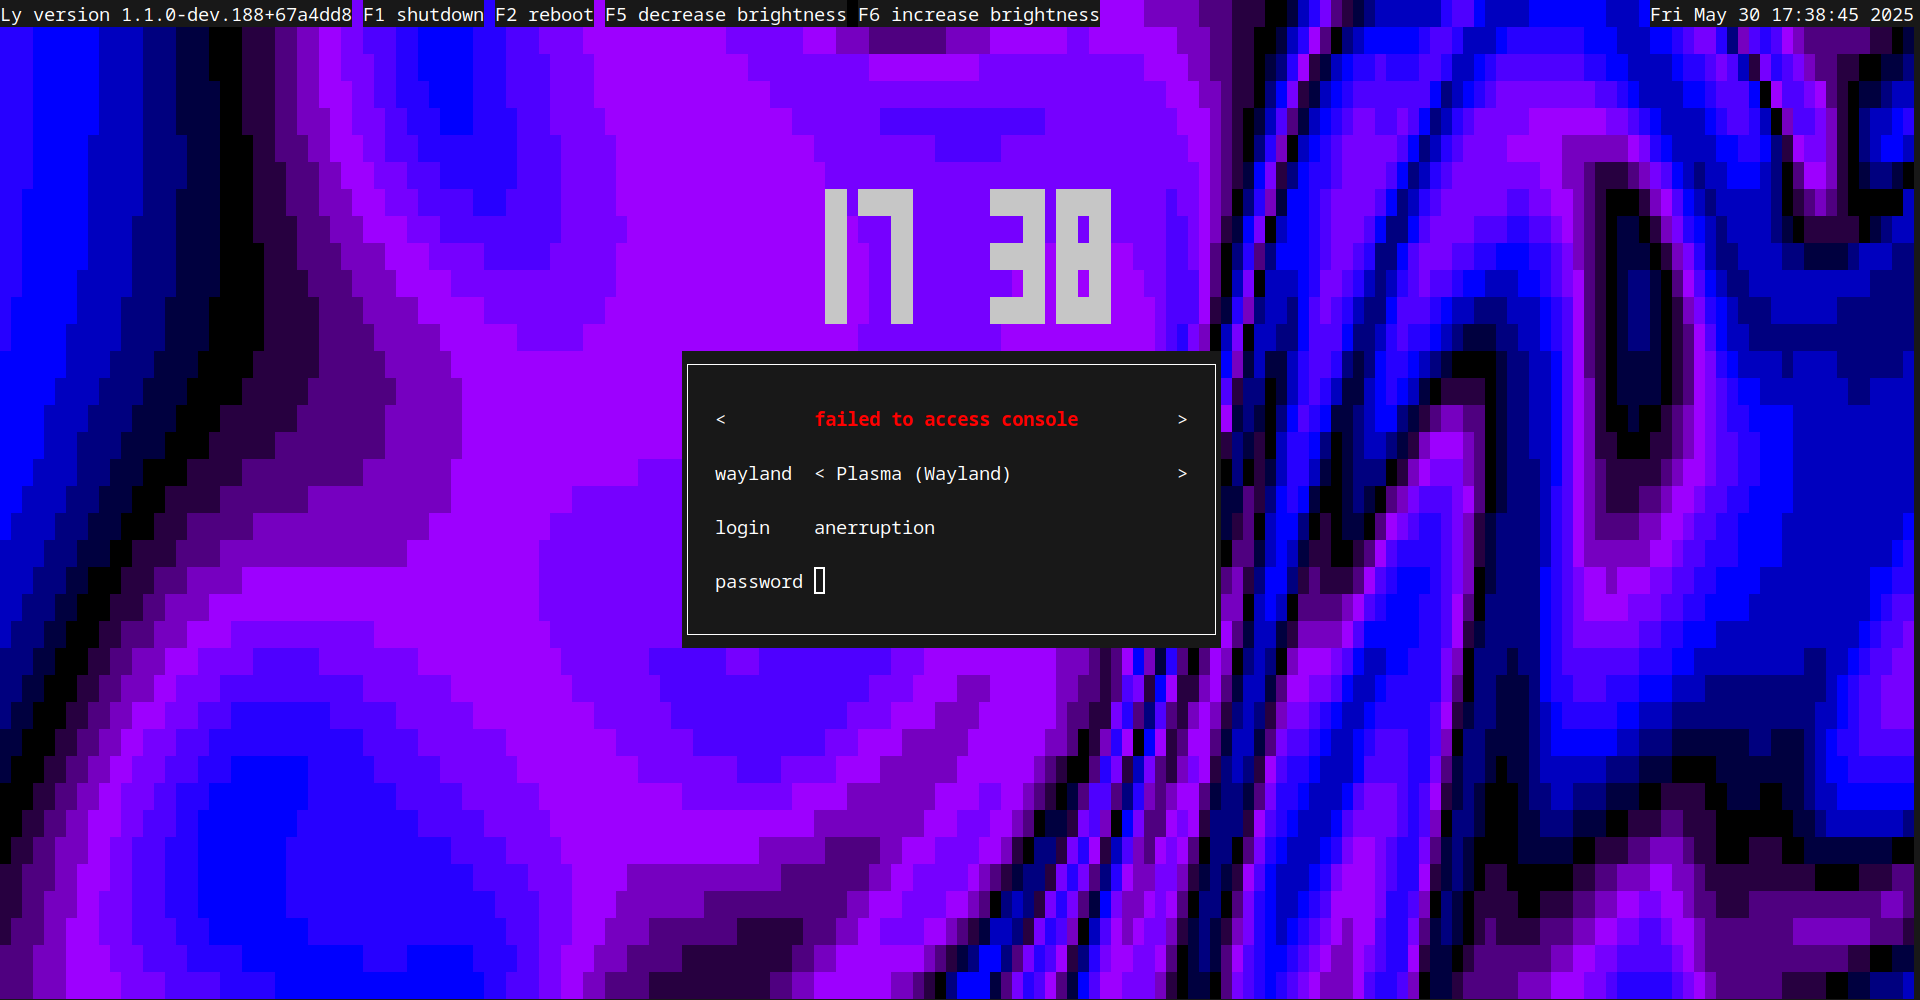 Ly version 1.1.0-dev.188+67a4dd8 F1 shutdown F2 reboot F5 decrease brightness F6 increase brightness Fri May 30 17:38:45 2025
17 38
< failed to access console >
wayland < Plasma (Wayland) >
login anerruption
password